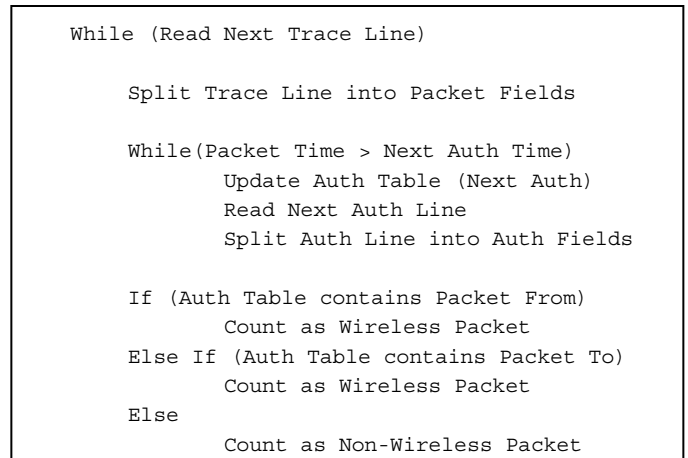 While (Read Next Trace Line)
Split Trace Line into Packet Fields
While(Packet Time > Next Auth Time)
Update Auth Table (Next Auth)
Read Next Auth Line
Split Auth Line into Auth Fields
If (Auth Table contains Packet From)
Count as Wireless Packet
Else If (Auth Table contains Packet To)
Count as Wireless Packet
Else
Count as Non-Wireless Packet